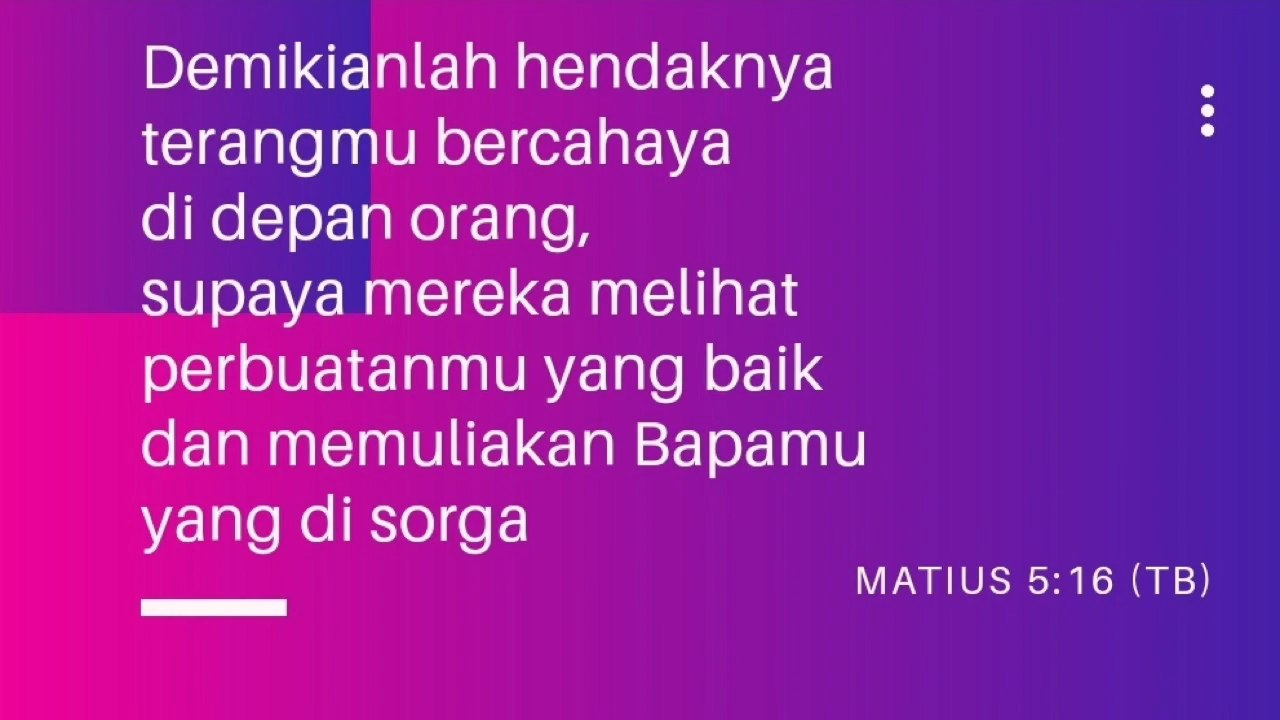 Demikianlah hendaknya
terangmu bercahaya
di depan orang,
supaya mereka melihat
perbuatanmu yang baik
dan memuliakan Bapamu
yang di sorga
MATIUS 5:16 (TB)